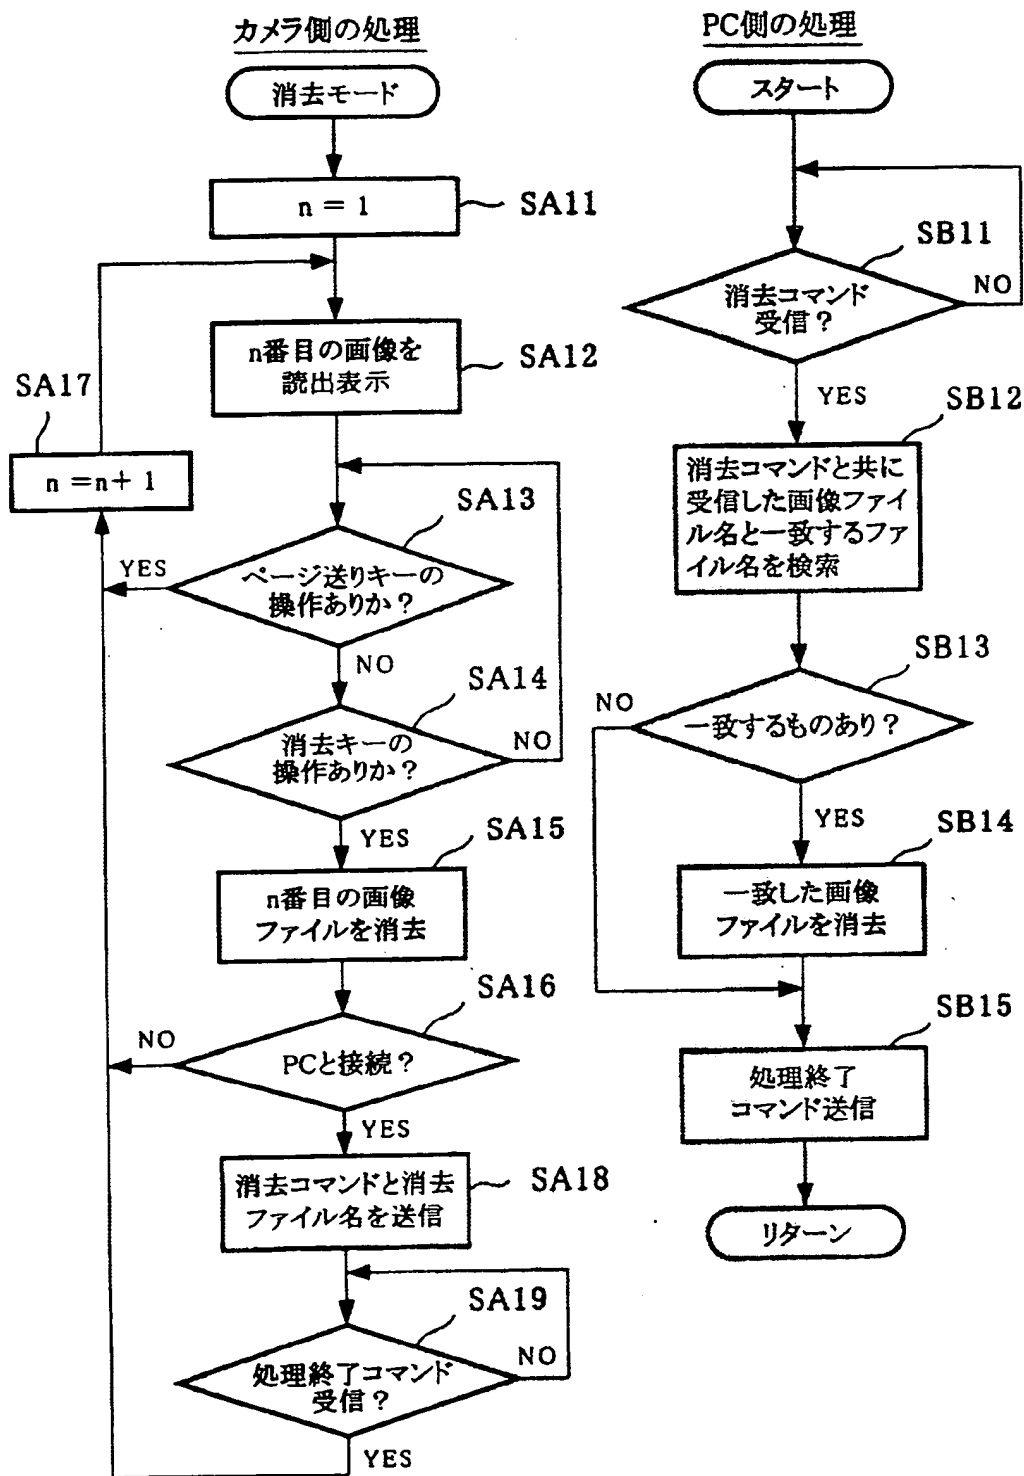 カメラ側の処理
消去モード
n = 1
SA11
n番目の画像を
読出表示
SA12
SA17
n =n+ 1
SA13
ページ送りキーの
操作ありか？
YES
NO
SA14
消去キーの
操作ありか？
NO
YES
SA15
n番目の画像
ファイルを消去
SA16
PCと接続？
NO
YES
消去コマンドと消去
ファイル名を送信
SA18
SA19
処理終了コマンド
受信？
NO
YES
PC側の処理
スタート
SB11
消去コマンド
受信？
NO
YES
SB12
消去コマンドと共に
受信した画像ファイ
ル名と一致するファ
イル名を検索
SB13
一致するものあり？
NO
YES
SB14
一致した画像
ファイルを消去
SB15
処理終了
コマンド送信
リターン